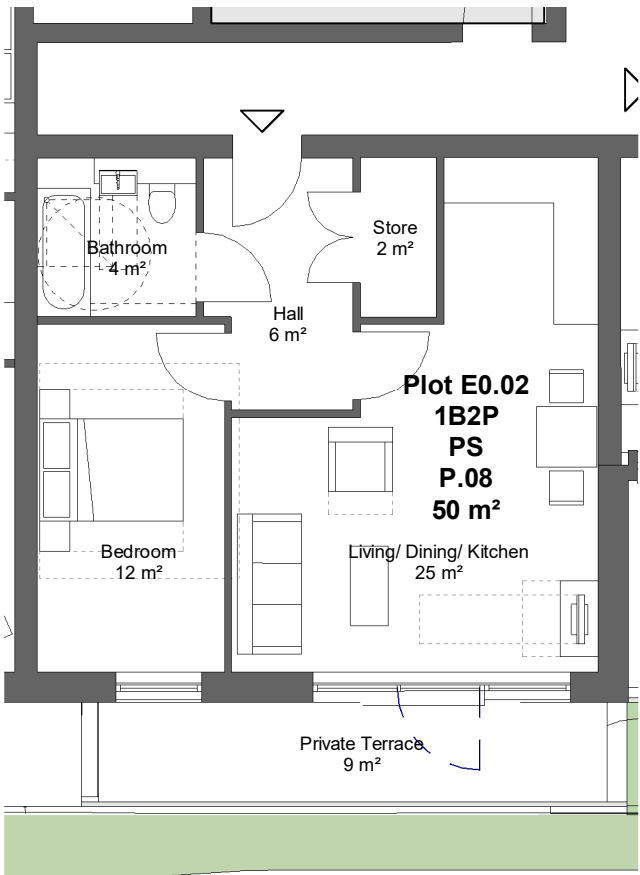 Bathroom
4 m²
Store
2 m²
Hall
6 m²
Plot E0.02
1B2P
PS
P.08
50 m²
Bedroom
12 m²
Living/ Dining/ Kitchen
25 m²
Private Terrace
9 m²